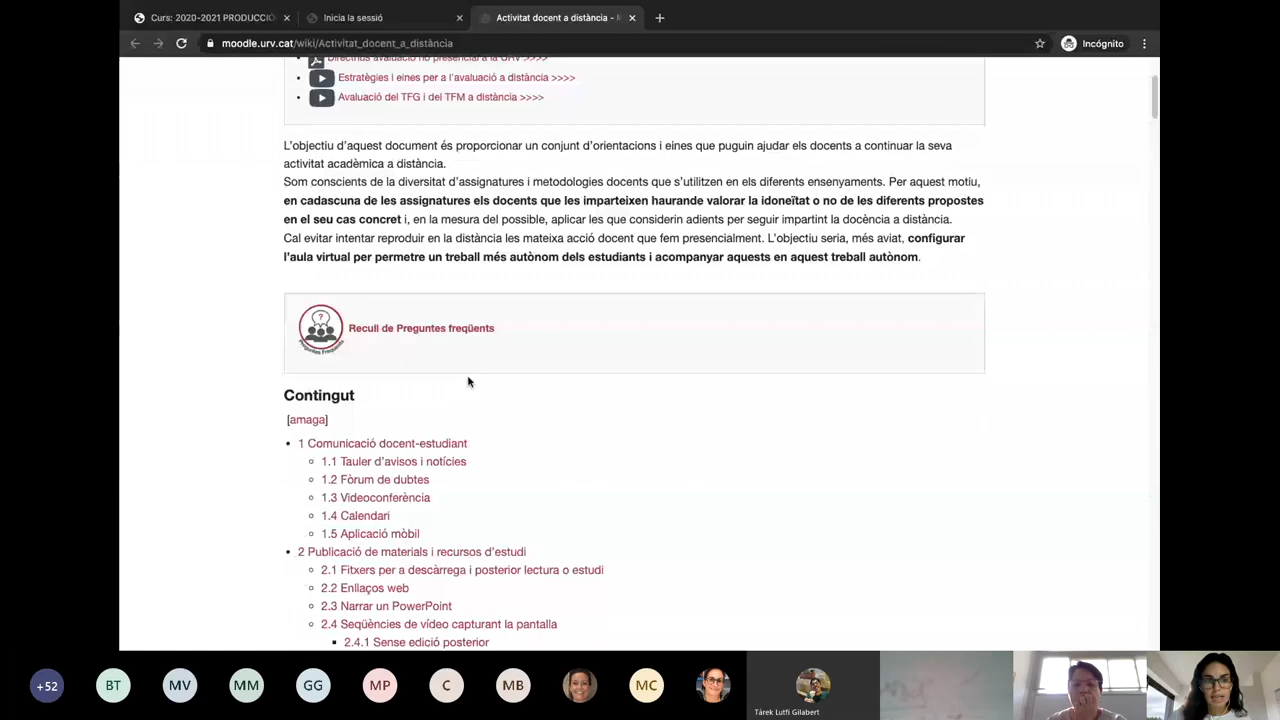 Curs: 2020-2021 PRODUCCIÓ
Inicia la sessió
Activitat docent a distància - M
moodle.urv.cat/wiki/Activitat_docent_a_distància
Incógnito
Directrius avaluació no presencial a la URV >>>>
Estratègies i eines per a l'avaluació a distància >>>>
Avaluació del TFG i del TFM a distància >>>>
L'objectiu d'aquest document és proporcionar un conjunt d'orientacions i eines que puguin ajudar els docents a continuar la seva
activitat acadèmica a distància.
Som conscients de la diversitat d'assignatures i metodologies docents que s'utilitzen en els diferents ensenyaments. Per aquest motiu,
en cadascuna de les assignatures els docents que les imparteixen haurande valorar la idoneïtat o no de les diferents propostes
en el seu cas concret i, en la mesura del possible, aplicar les que considerin adients per seguir impartint la docència a distància.
Cal evitar intentar reproduir en la distància les mateixa acció docent que fem presencialment. L'objectiu seria, més aviat, configurar
l'aula virtual per permetre un treball més autònom dels estudiants i acompanyar aquests en aquest treball autònom.
?
Preguntes Freqüents
Recull de Preguntes freqüents
Contingut
[amaga]
1 Comunicació docent-estudiant
1.1 Tauler d'avisos i notícies
1.2 Fòrum de dubtes
1.3 Videoconferència
1.4 Calendari
1.5 Aplicació mòbil
2 Publicació de materials i recursos d'estudi
2.1 Fitxers per a descàrrega i posterior lectura o estudi
2.2 Enllaços web
2.3 Narrar un PowerPoint
2.4 Seqüències de vídeo capturant la pantalla
2.4.1 Sense edició posterior
+52
BT
MV
MM
GG
MP
C
MB
MC
Tárek Lutfi Gilabert